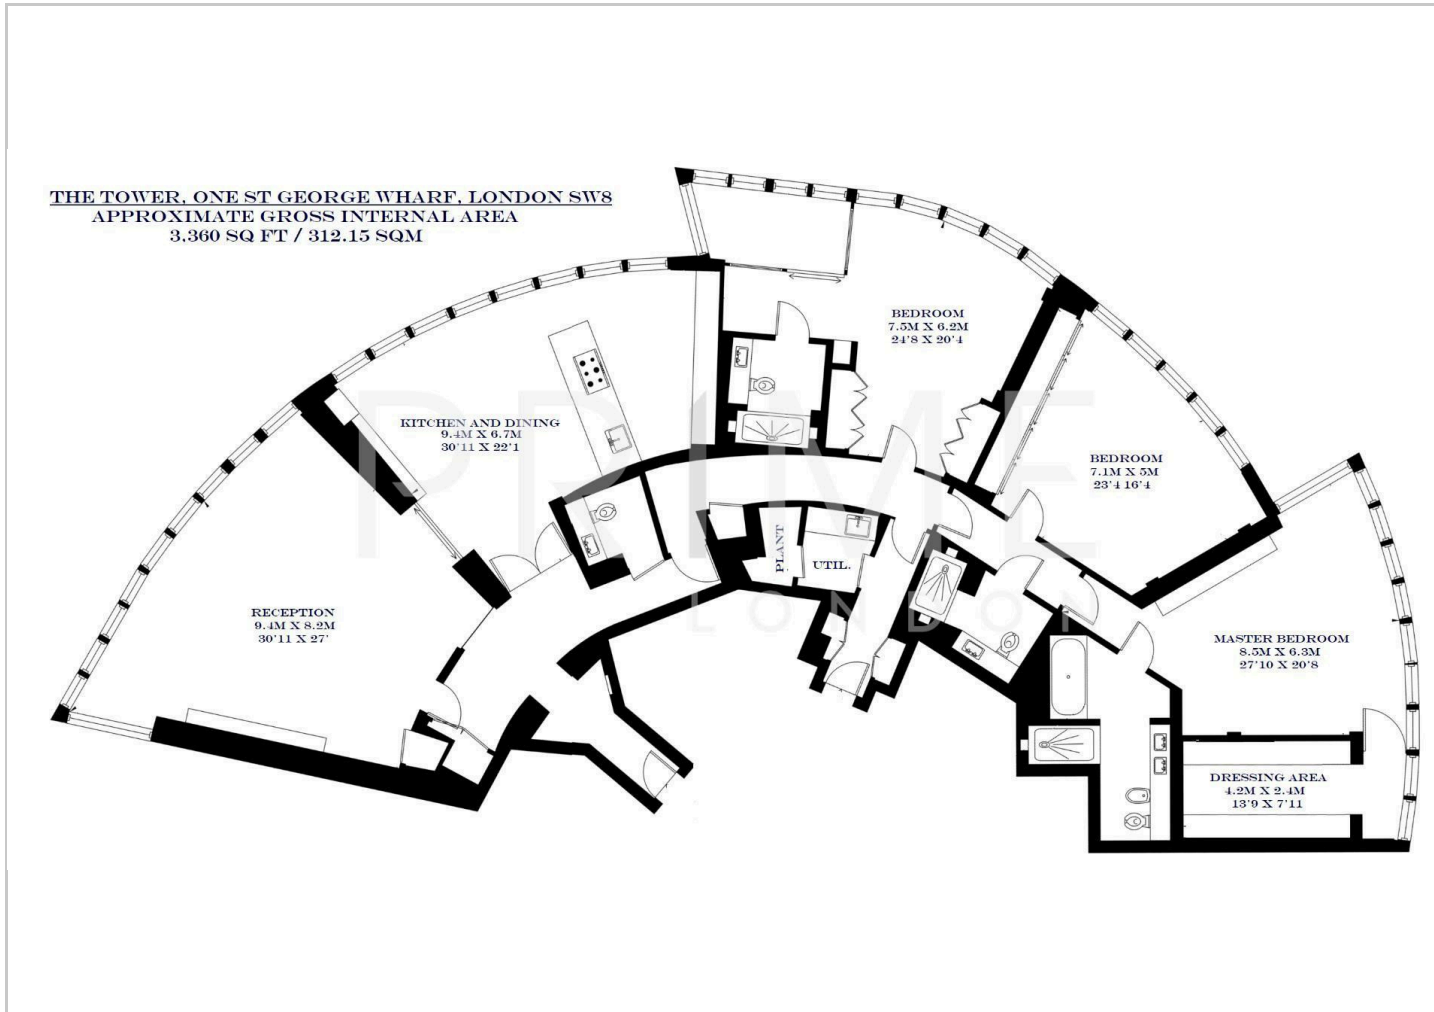 THE TOWER, ONE ST GEORGE WHARF, LONDON SW8
APPROXIMATE GROSS INTERNAL AREA
3,360 SQ FT / 312.15 SQM
BEDROOM
7.5M X 6.2M
24'8 X 20'4
KITCHEN AND DINING
9.4M X 6.7M
30'11 X 22'1
BEDROOM
7.1M X 5M
23'4 16'4
PLANT
UTIL.
RECEPTION
9.4M X 8.2M
30'11 X 27'
MASTER BEDROOM
8.5M X 6.3M
27'10 X 20'8
DRESSING AREA
4.2M X 2.4M
13'9 X 7'11
PRIME
LONDON